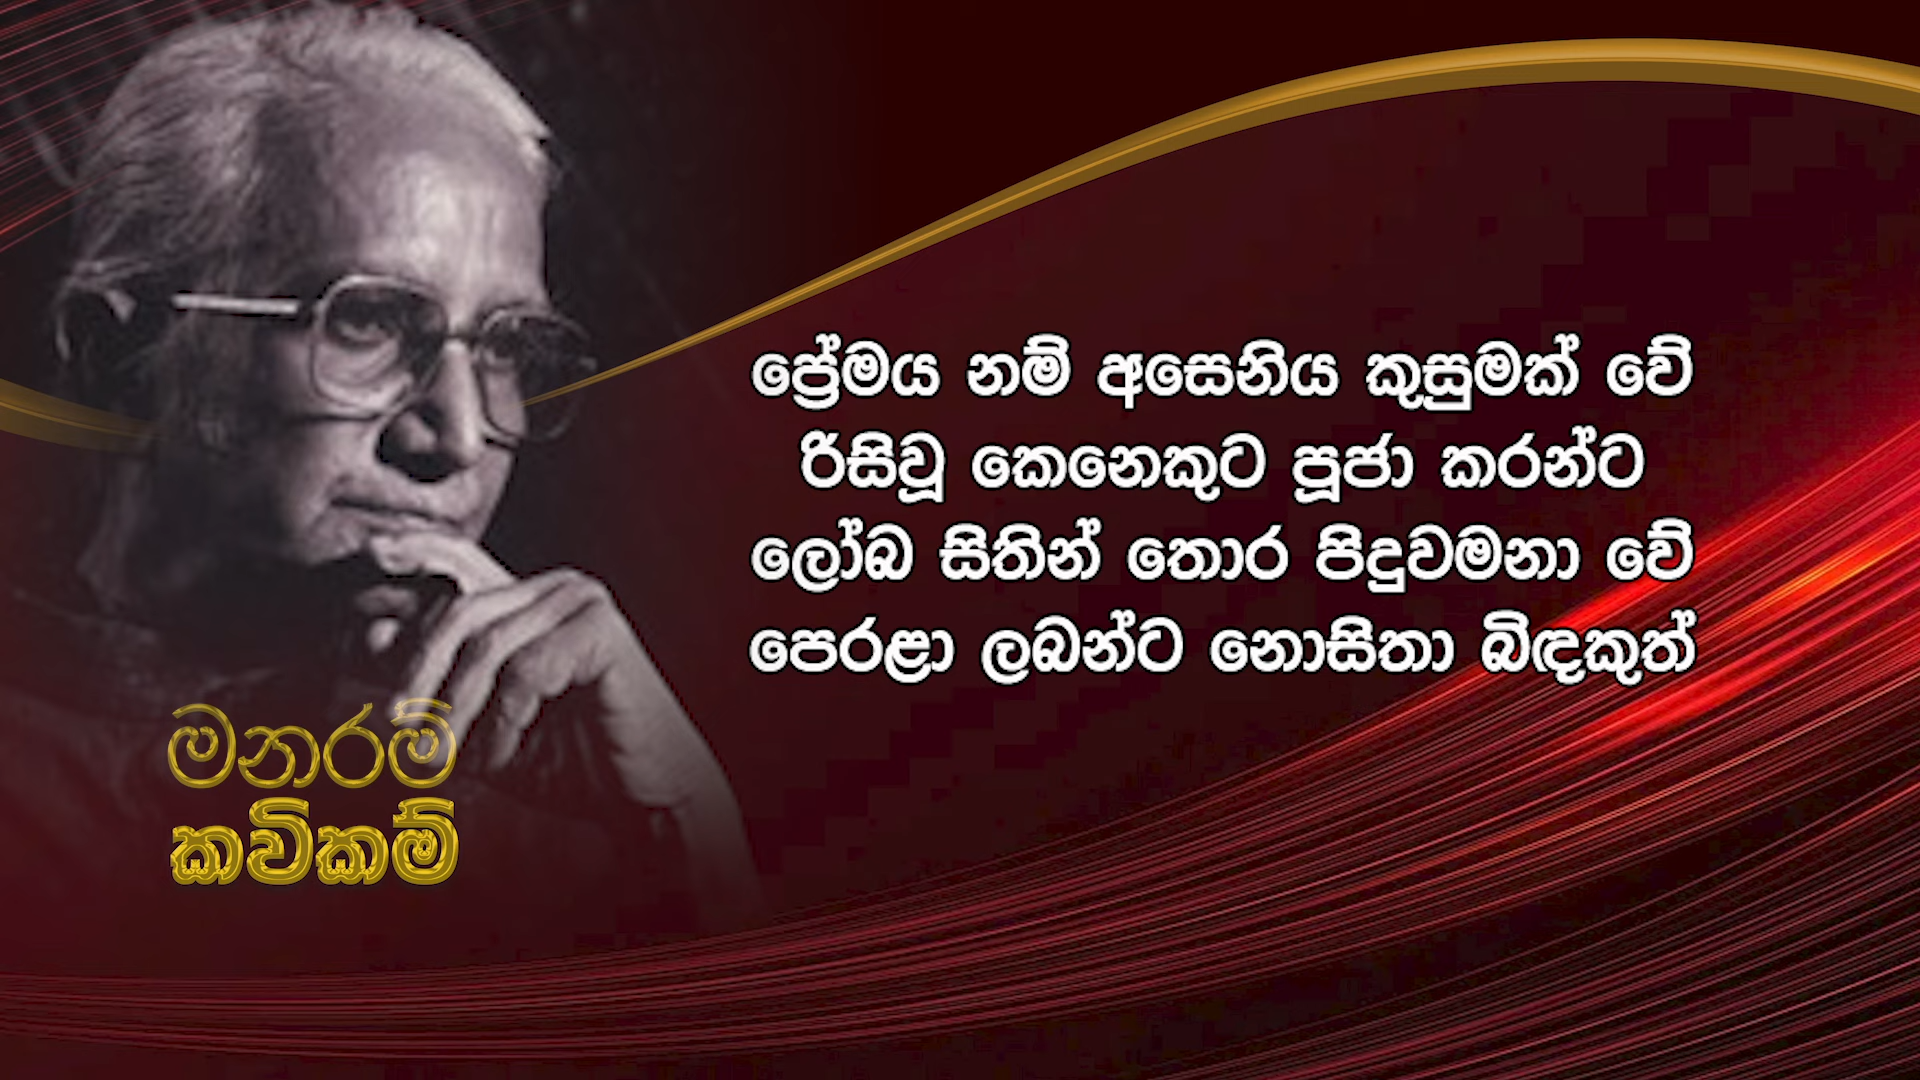 ප්‍රේමය නම් අසෙනිය කුසුමක් වේ
රිසිවූ කෙනෙකුට පූජා කරන්ට
ලෝබ සිතින් තොර පිදුවමනා වේ
පෙරළා ලබන්ට නොසිතා බිඳකුත්
මනරම්
කවිකම්